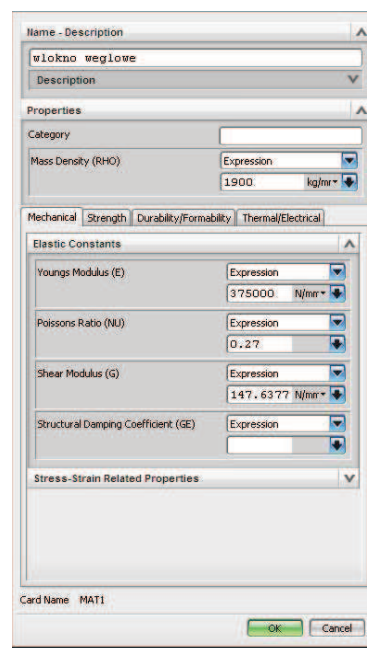 Name - Description
wlokno weglowe
Description
Properties
Category
Mass Density (RHO) Expression
1900 kg/mr
Mechanical Strength Durability/Formability Thermal/Electrical
Elastic Constants
Youngs Modulus (E) Expression
375000 N/mr
Poissons Ratio (NU) Expression
0.27
Shear Modulus (G) Expression
147.6377 N/mr
Structural Damping Coefficient (GE) Expression
Stress-Strain Related Properties
Card Name MAT1
OK Cancel